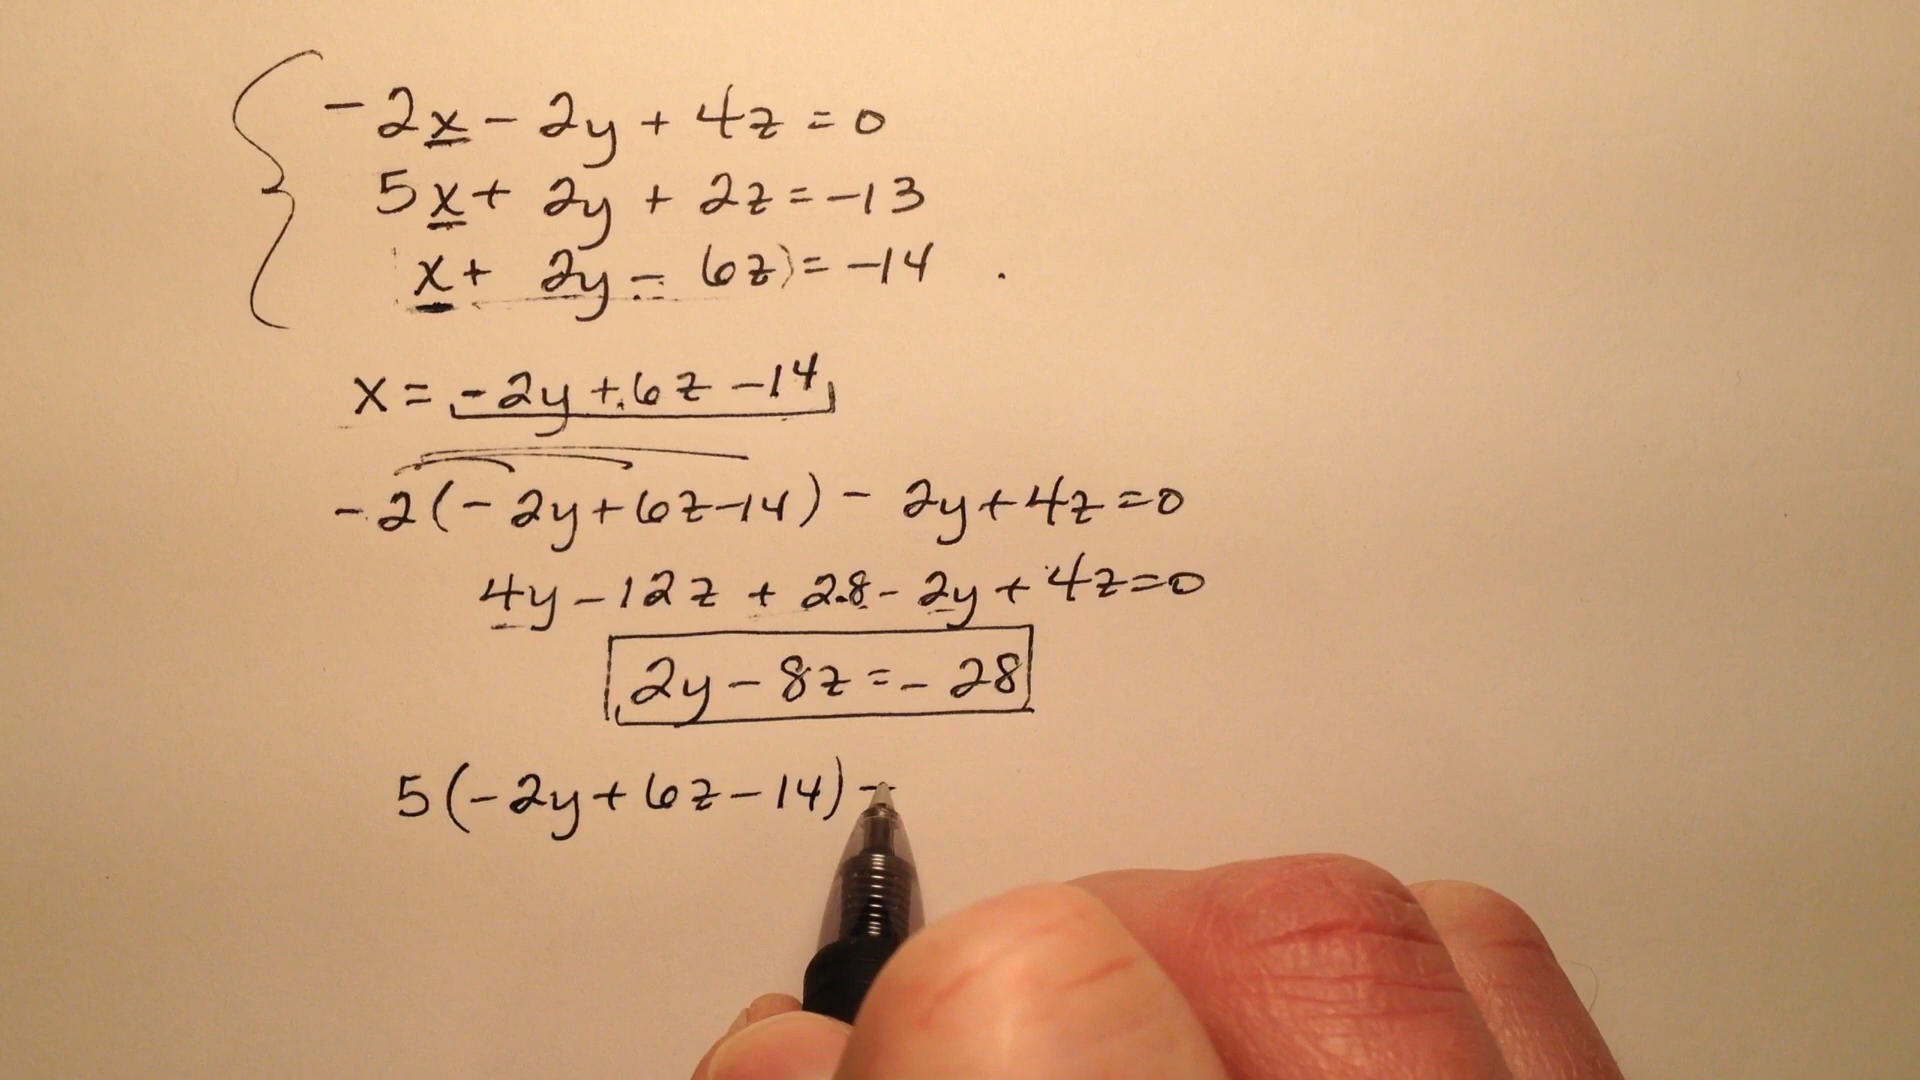 -2x - 2y + 4z = 0
5x + 2y + 2z = -13
x + 2y - 6z = -14
x = -2y + 6z - 14
-2(-2y + 6z - 14) - 2y + 4z = 0
4y - 12z + 28 - 2y + 4z = 0
2y - 8z = -28
5(-2y + 6z - 14)